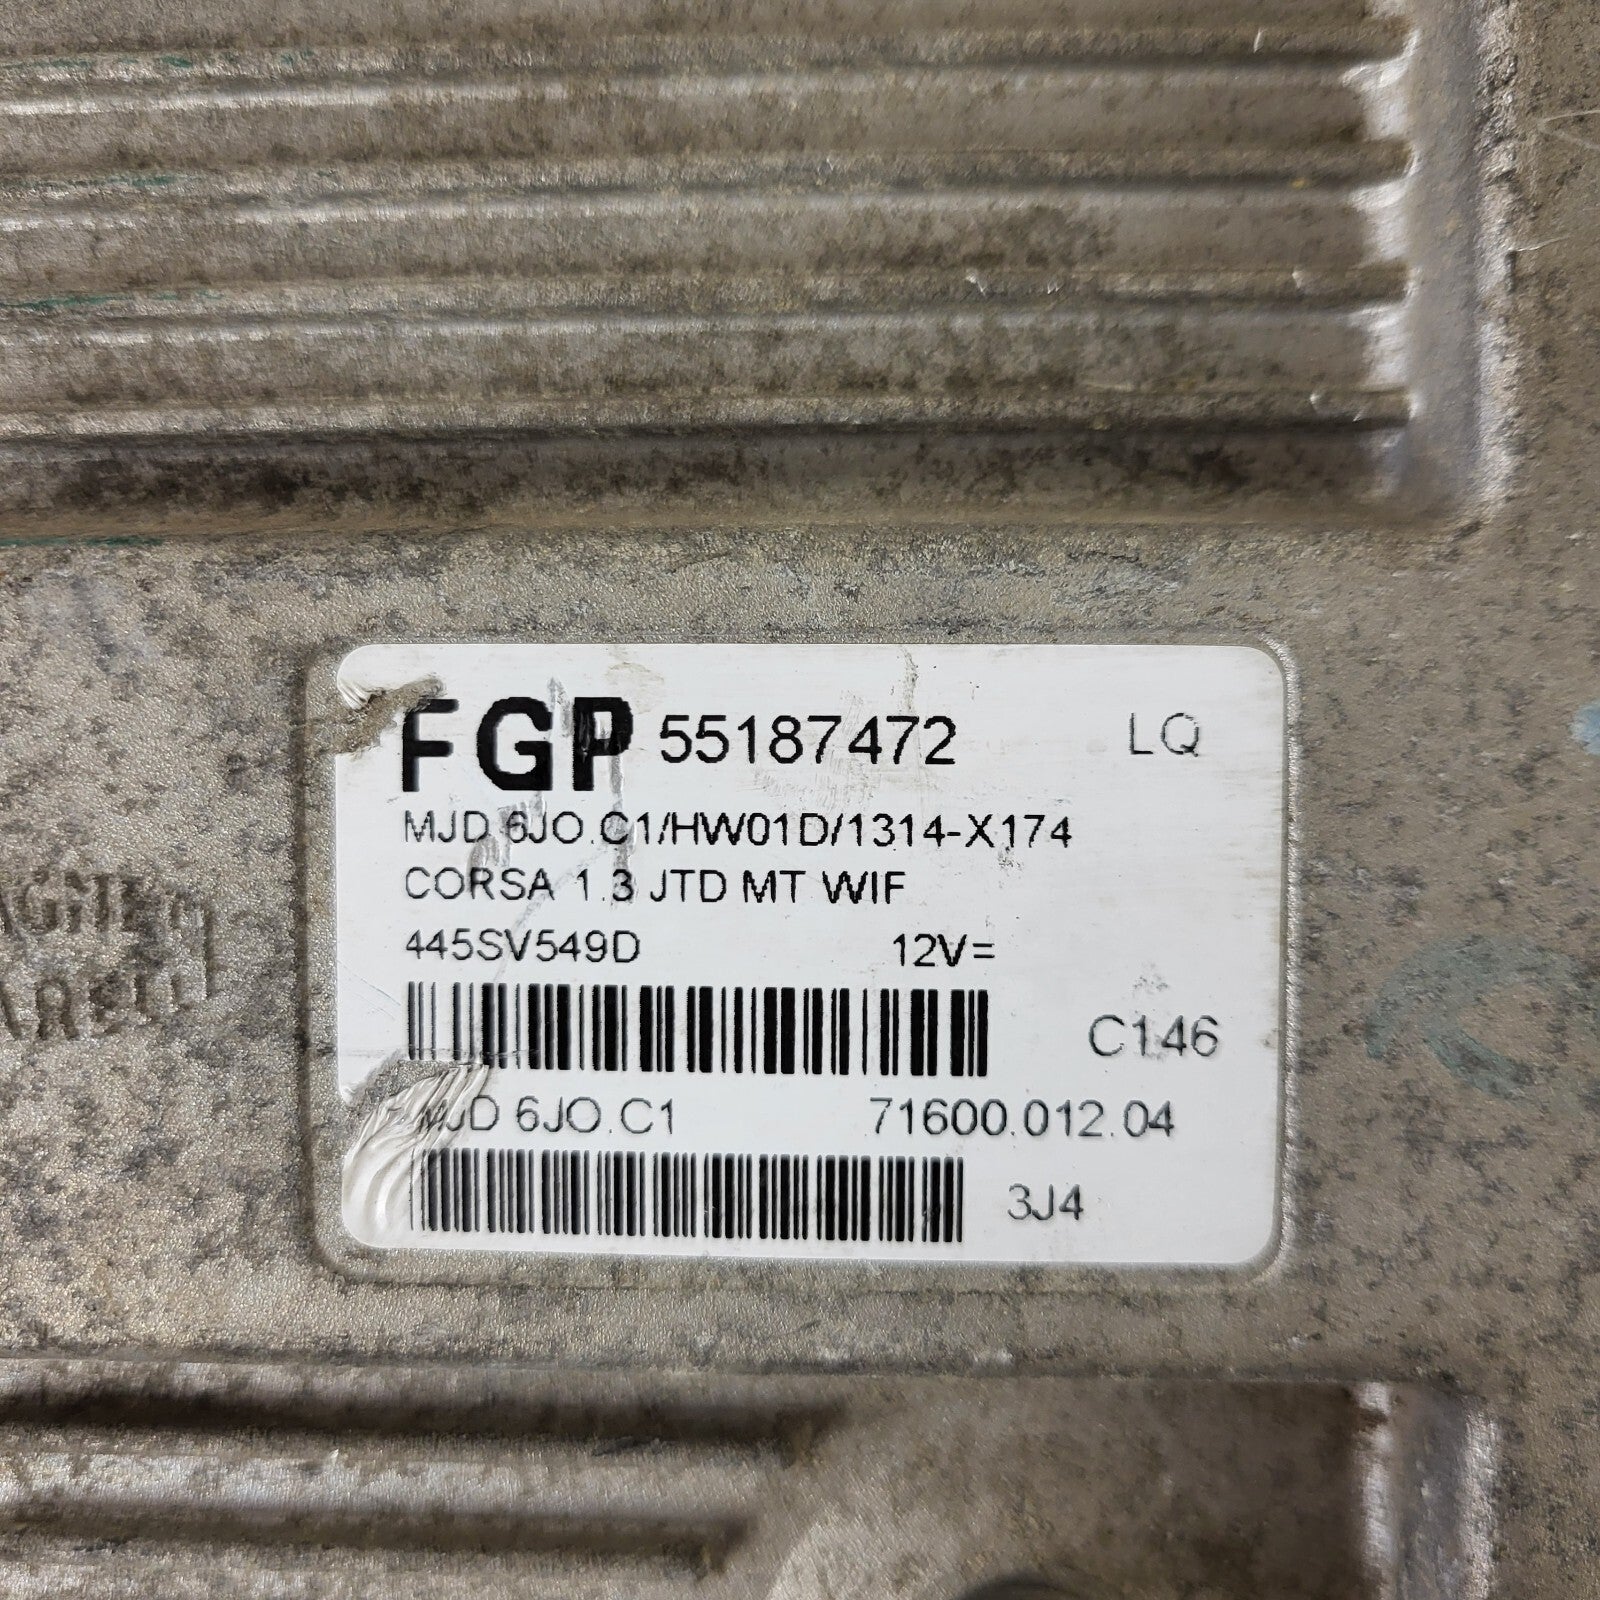 FGP 55187472 LQ
MJD 6JO.C1/HW01D/1314-X174
CORSA 1.3 JTD MT WIF
445SV549D 12V=
C146
MJD 6JO.C1 71600.012.04
3J4